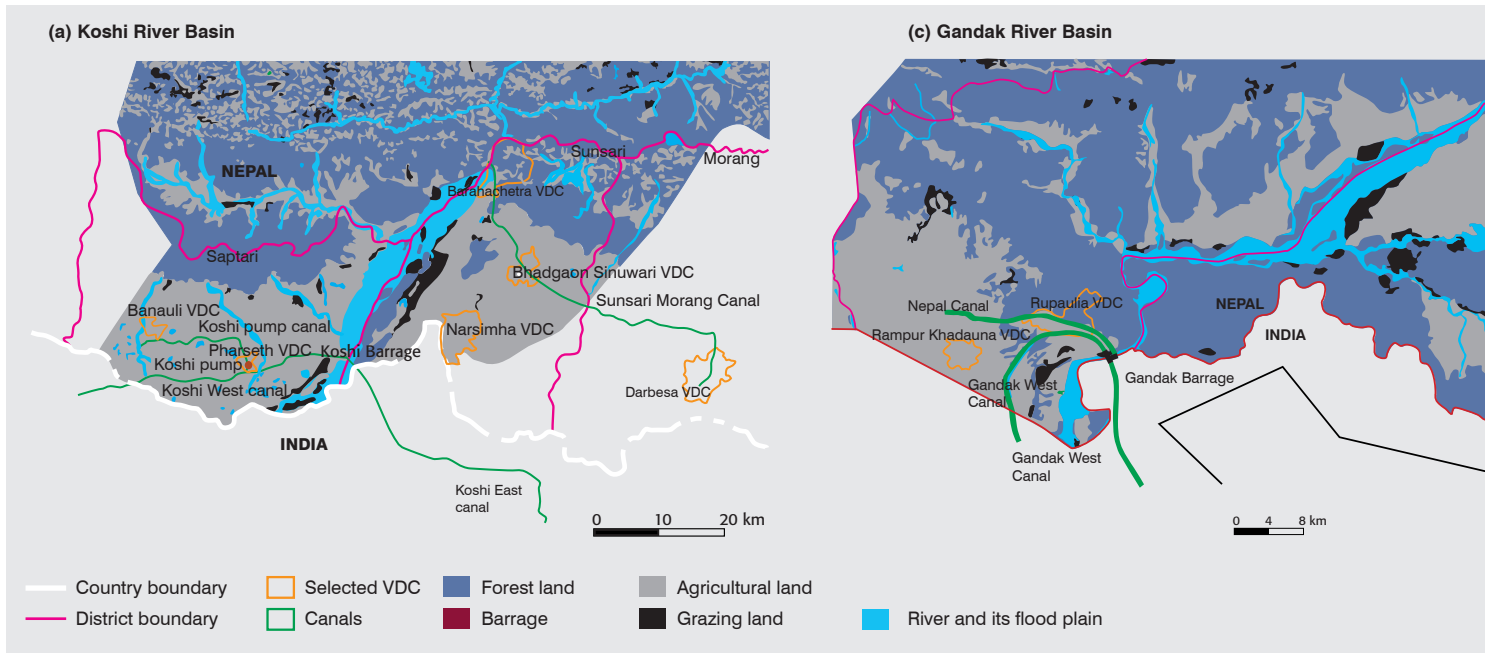 (a) Koshi River Basin
NEPAL
Sunsari
Morang
Barahachetra VDC
Saptari
Bhadgaon Sinuwari VDC
Sunsari Morang Canal
Banauli VDC
Koshi pump canal
Narsimha VDC
Pharseth VDC
Koshi Barrage
Koshi pump
Koshi West canal
Darbesa VDC
INDIA
Koshi East
canal
0 10 20 km
(c) Gandak River Basin
Nepal Canal
Rupaulia VDC
NEPAL
Rampur Khadauna VDC
INDIA
Gandak Barrage
Gandak West
Canal
Gandak West
Canal
0 4 8 km
Country boundary
Selected VDC
Forest land
Agricultural land
District boundary
Canals
Barrage
Grazing land
River and its flood plain